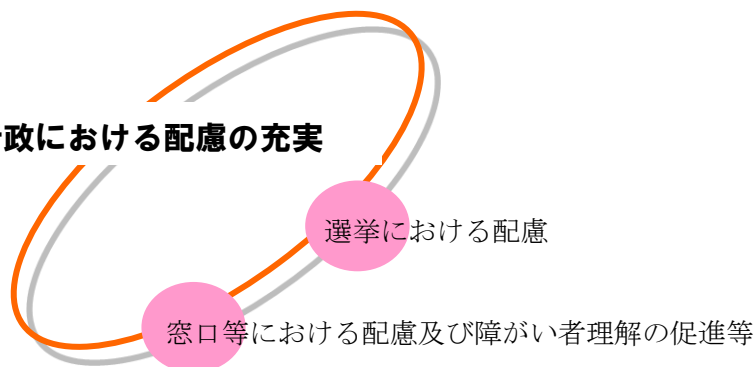 政における配慮の充実
選挙における配慮
窓口等における配慮及び障がい者理解の促進等